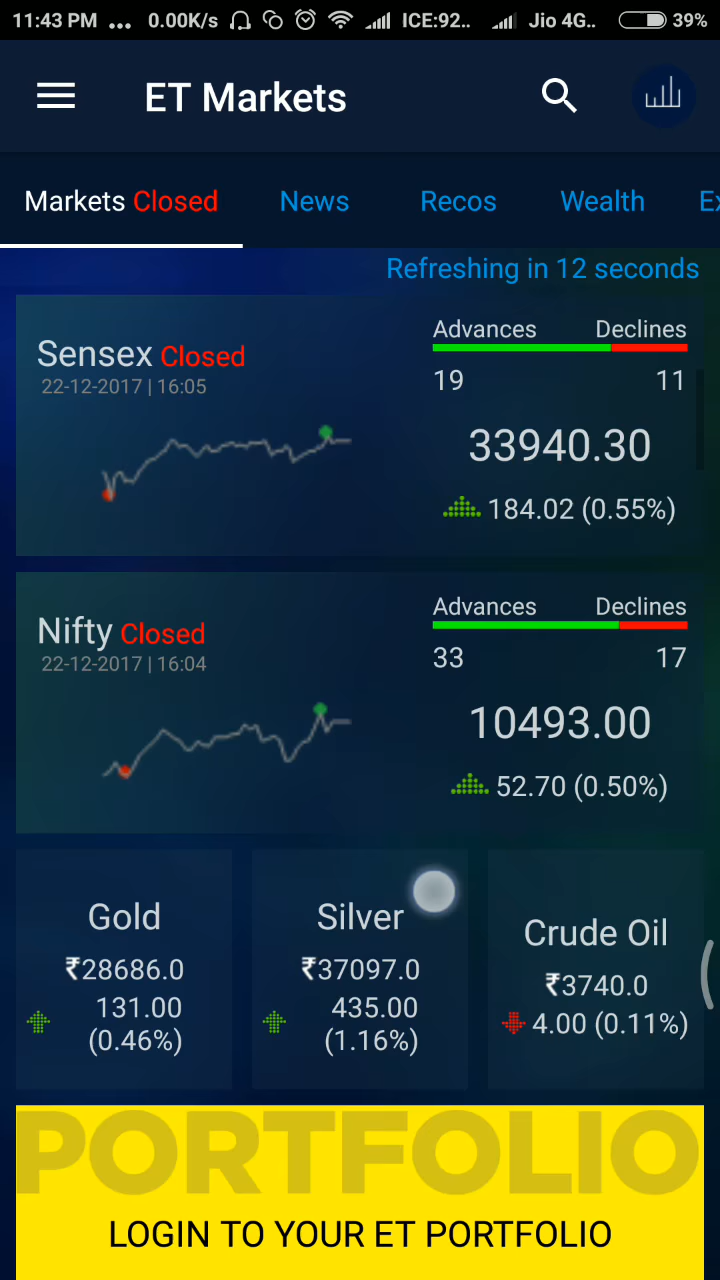 11:43 PM ... 0.00K/s ICE:92.. Jio 4G.. 39%
ET Markets
Markets Closed News Recos Wealth Ex
Refreshing in 12 seconds
Sensex Closed
22-12-2017 | 16:05
Advances Declines
19 11
33940.30
184.02 (0.55%)
Nifty Closed
22-12-2017 | 16:04
Advances Declines
33 17
10493.00
52.70 (0.50%)
Gold
₹28686.0
131.00
(0.46%)
Silver
₹37097.0
435.00
(1.16%)
Crude Oil
₹3740.0
4.00 (0.11%)
PORTFOLIO
LOGIN TO YOUR ET PORTFOLIO